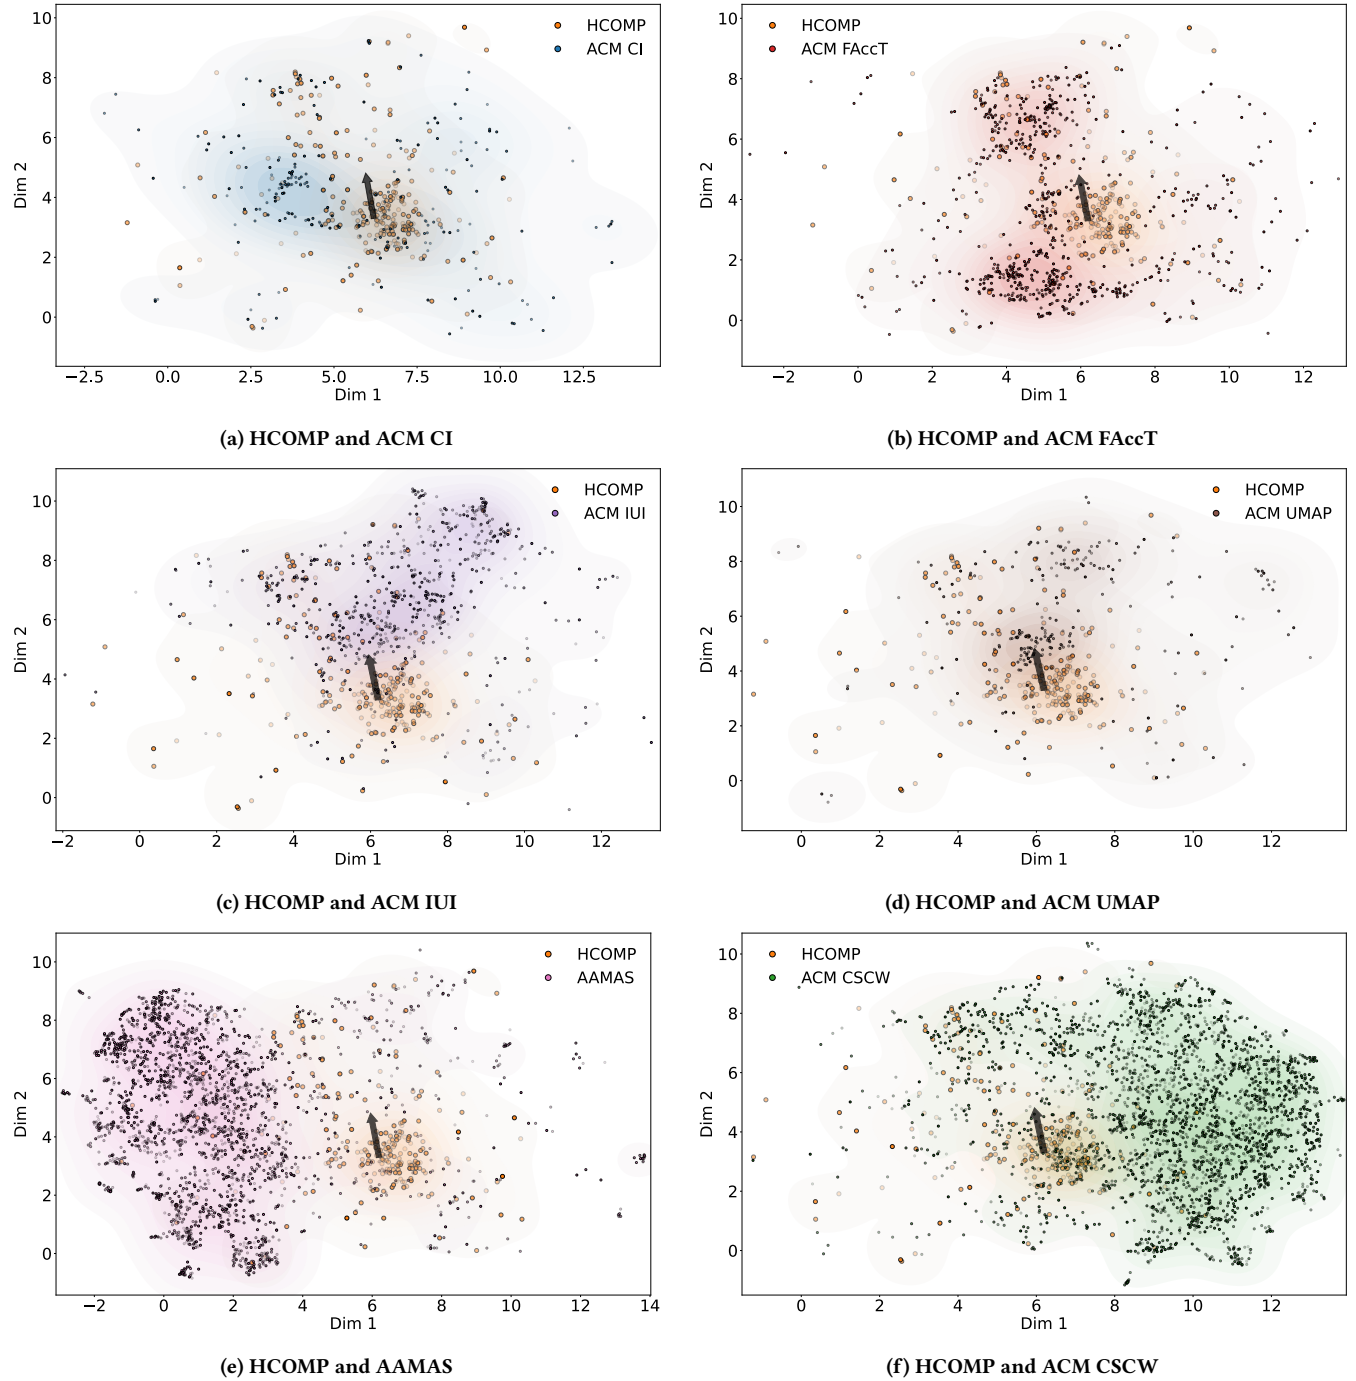 10
8
6
4
2
0
Dim 2
HCOMP
ACM CI
−2.5
0.0
2.5
5.0
7.5
10.0
12.5
Dim 1
(a) HCOMP and ACM CI
10
8
6
4
2
0
Dim 2
HCOMP
ACM FAccT
−2
0
2
4
6
8
10
12
Dim 1
(b) HCOMP and ACM FAccT
10
8
6
4
2
0
Dim 2
HCOMP
ACM IUI
−2
0
2
4
6
8
10
12
Dim 1
(c) HCOMP and ACM IUI
10
8
6
4
2
0
Dim 2
HCOMP
ACM UMAP
0
2
4
6
8
10
12
Dim 1
(d) HCOMP and ACM UMAP
10
8
6
4
2
0
Dim 2
HCOMP
AAMAS
−2
0
2
4
6
8
10
12
14
Dim 1
(e) HCOMP and AAMAS
10
8
6
4
2
0
Dim 2
HCOMP
ACM CSCW
0
2
4
6
8
10
12
Dim 1
(f) HCOMP and ACM CSCW